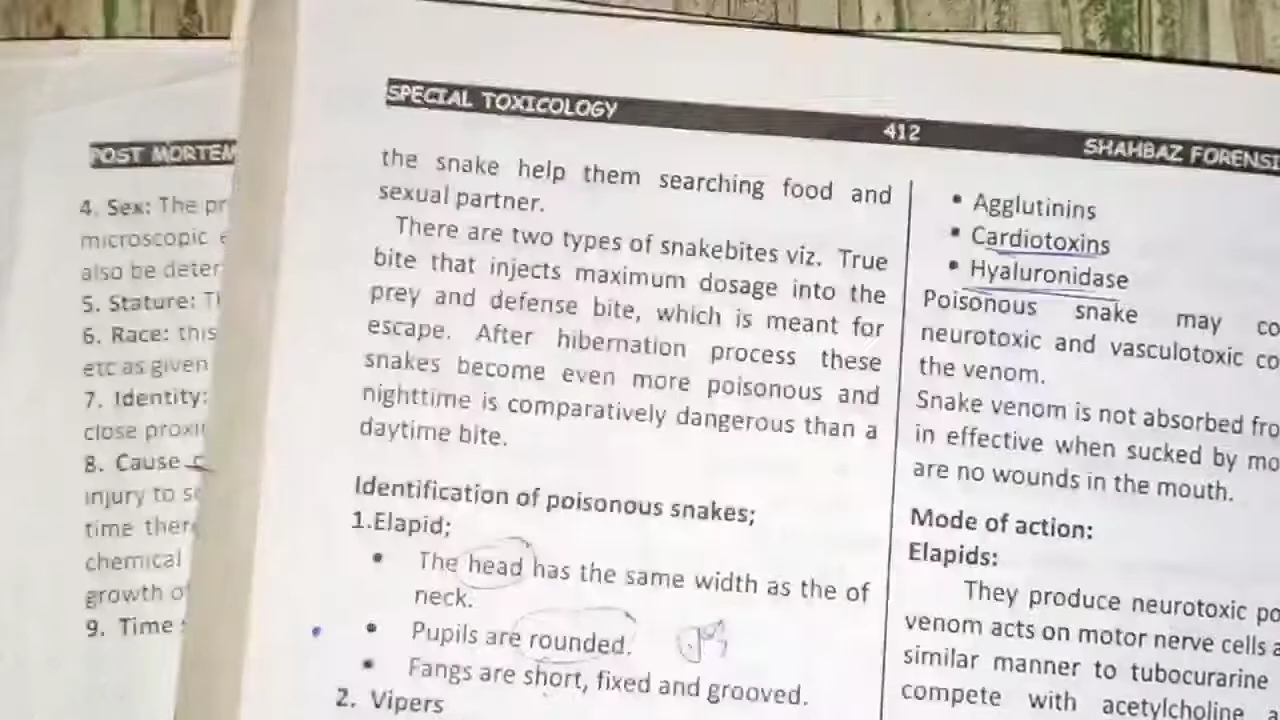 POST MORTEM
4. Sex: The pr
microscopic
also be deter
5. Stature:
6. Race: this
etc as given
7. Identity:
close proxi
8. Cause
injury to
time there
chemical
growth of
9. Time
SPECIAL TOXICOLOGY
412
SHAHBAZ FORENSI
the snake help them searching food and
sexual partner.
There are two types of snakebites viz. True
bite that injects maximum dosage into the
prey and defense bite, which is meant for
escape. After hibernation process these
snakes become even more poisonous and
nighttime is comparatively dangerous than a
daytime bite.
Identification of poisonous snakes;
1.Elapid;
• The head has the same width as the of
neck.
• Pupils are rounded.
• Fangs are short, fixed and grooved.
2. Vipers
• Agglutinins
• Cardiotoxins
• Hyaluronidase
Poisonous snake may co
neurotoxic and vasculotoxic co
the venom.
Snake venom is not absorbed fro
in effective when sucked by mo
are no wounds in the mouth.
Mode of action:
Elapids:
They produce neurotoxic po
venom acts on motor nerve cells a
similar manner to tubocurarine
compete with acetylcholine a